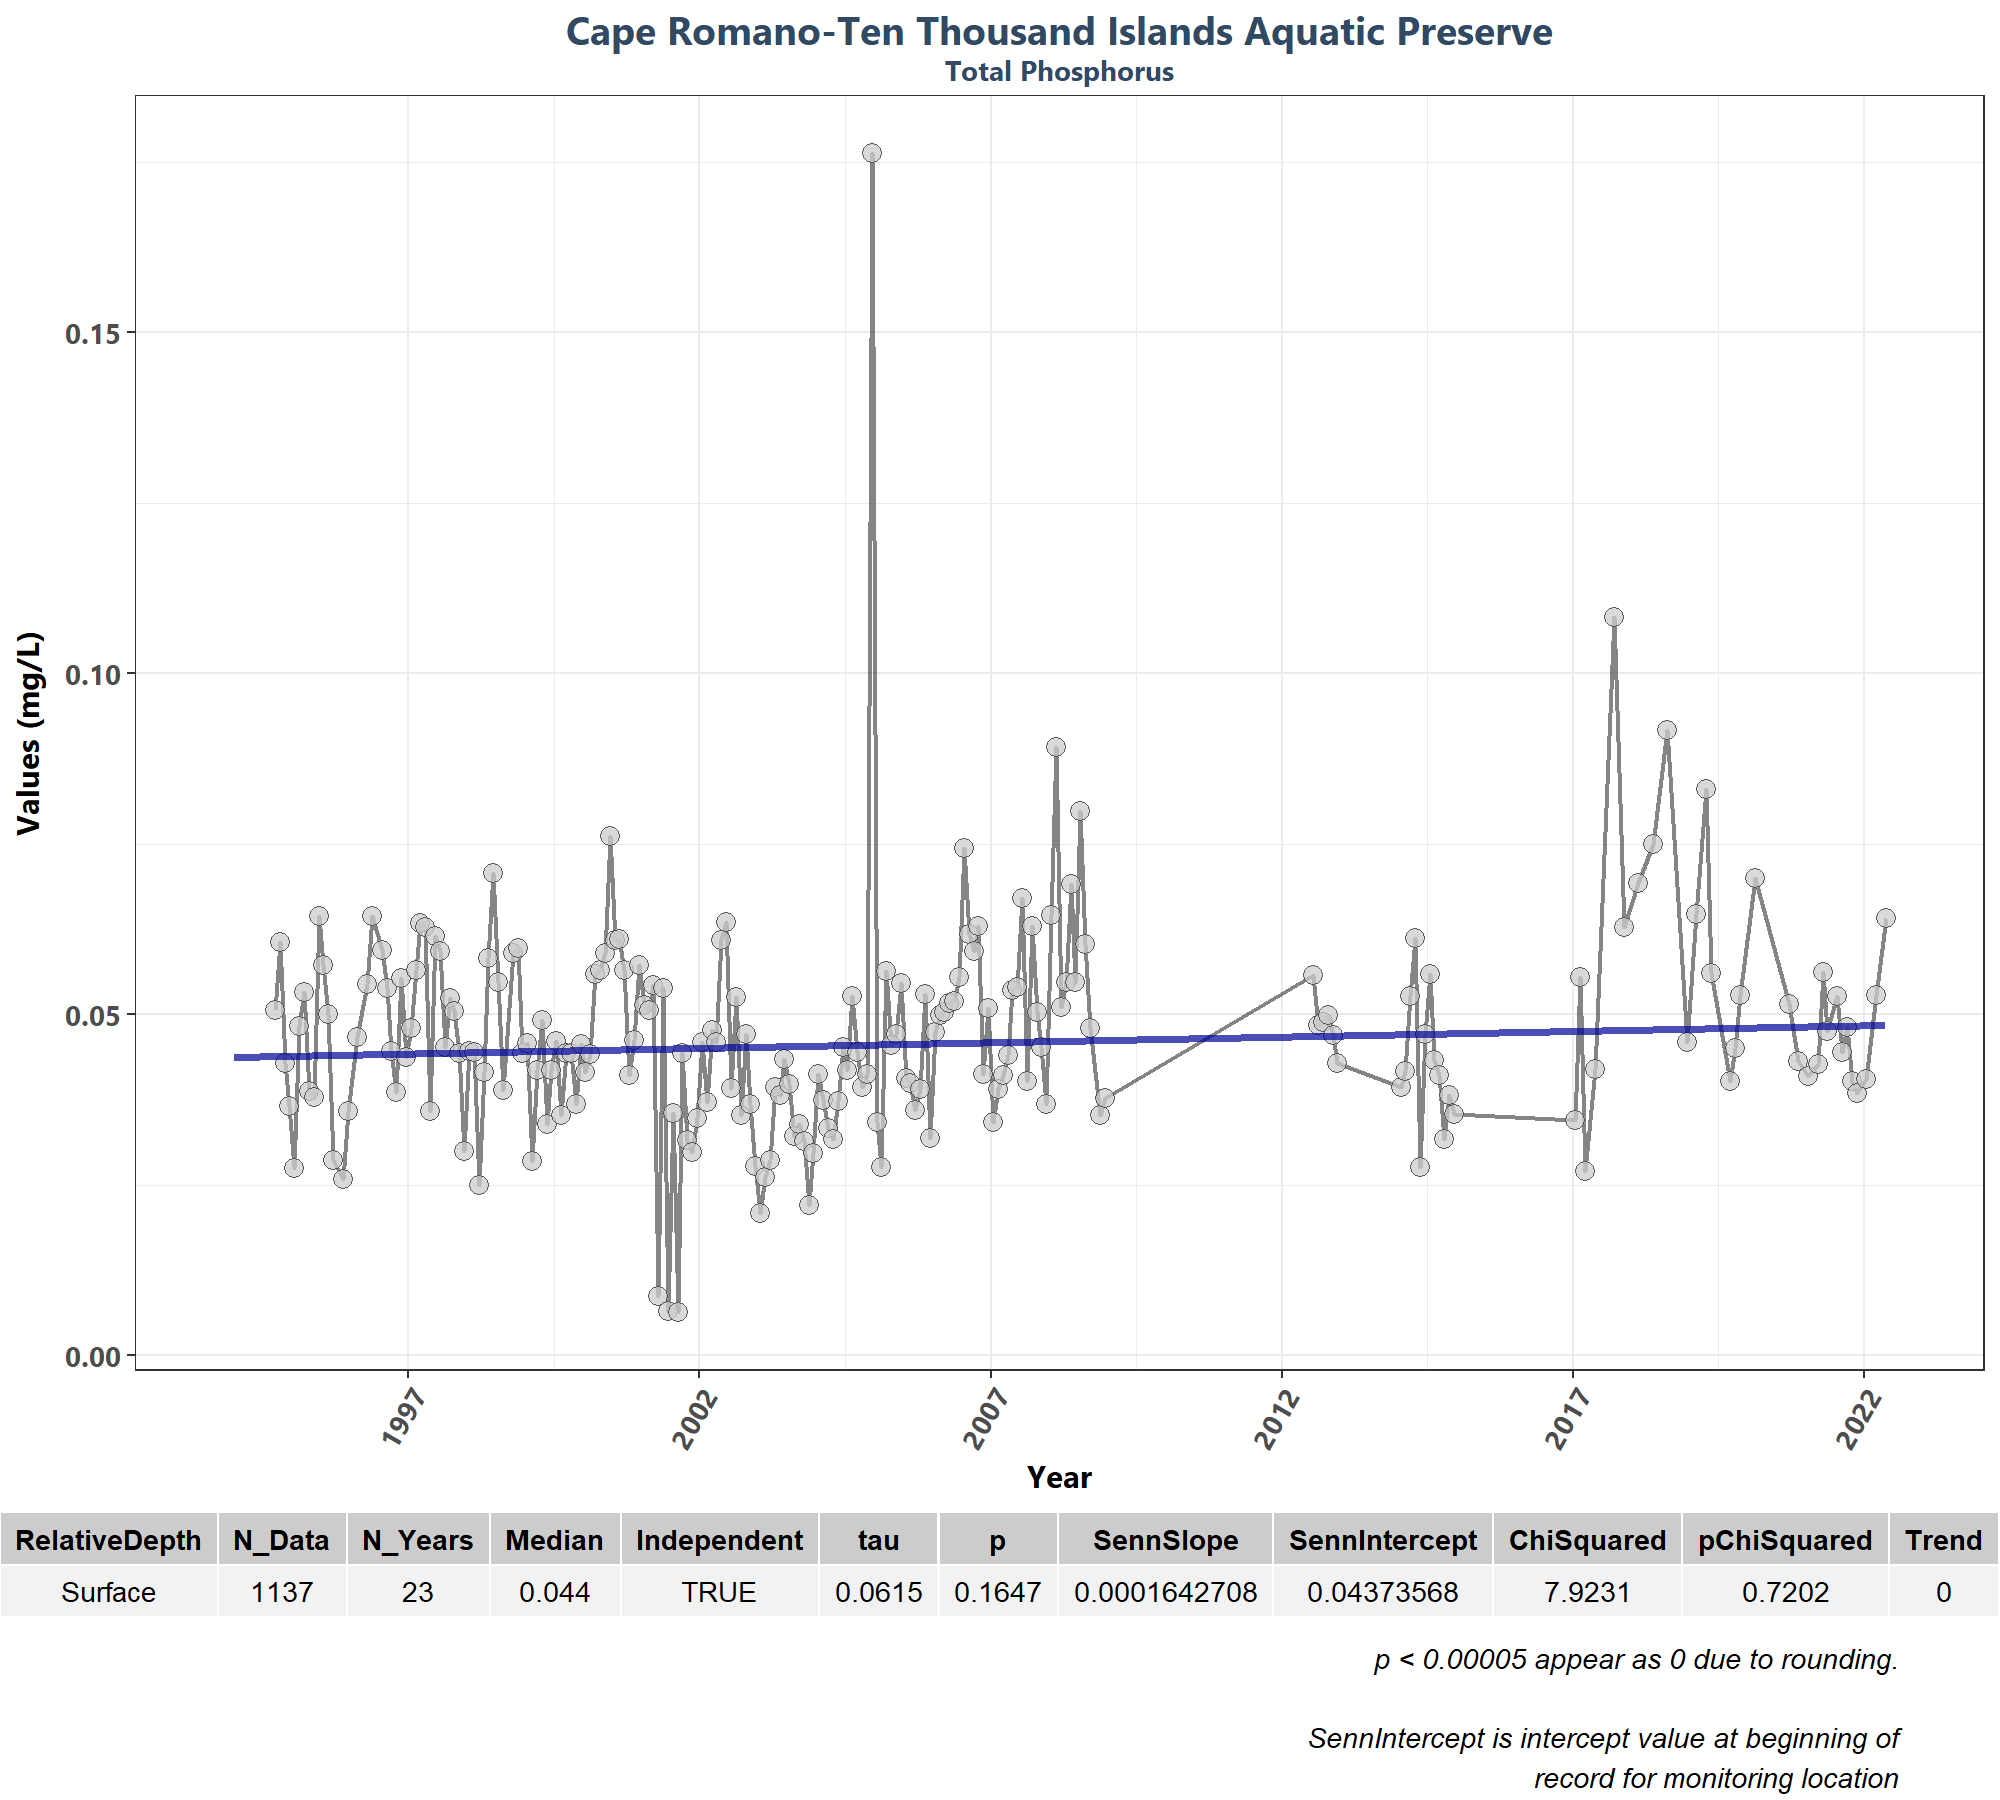 Cape Romano-Ten Thousand Islands Aquatic Preserve
Total Phosphorus
Values (mg/L)
0.15
0.10
0.05
0.00
1997 2002 2007 2012 2017 2022
Year
RelativeDepth N_Data N_Years Median Independent tau p SennSlope SennIntercept ChiSquared pChiSquared Trend
Surface 1137 23 0.044 TRUE 0.0615 0.1647 0.0001642708 0.04373568 7.9231 0.7202 0
p < 0.00005 appear as 0 due to rounding.
SennIntercept is intercept value at beginning of
record for monitoring location